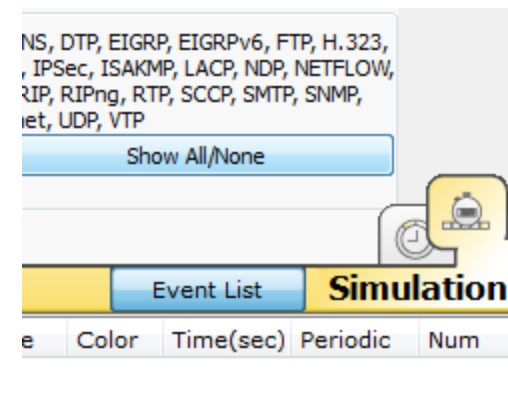 NS, DTP, EIGRP, EIGRPv6, FTP, H.323,
, IPSec, ISAKMP, LACP, NDP, NETFLOW,
RIP, RIPng, RTP, SCCP, SMTP, SNMP,
net, UDP, VTP
Show All/None
Event List Simulation
e Color Time(sec) Periodic Num